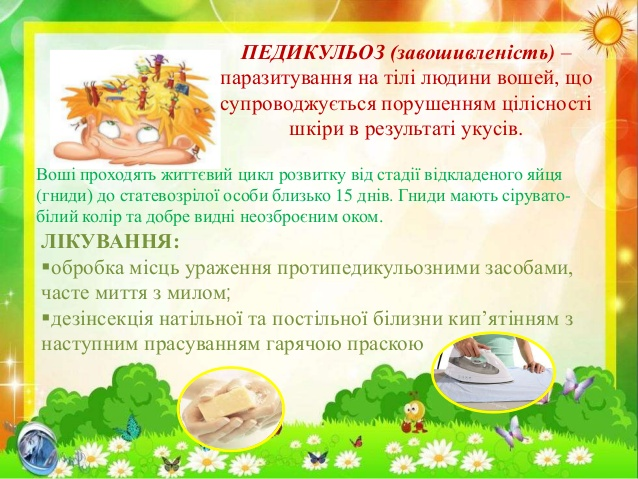 ПЕДИКУЛЬОЗ (завошивленість) –
паразитування на тілі людини вошей, що
супроводжується порушенням цілісності
шкіри в результаті укусів.
Воші проходять життєвий цикл розвитку від стадії відкладеного яйця
(гниди) до статевозрілої особи близько 15 днів. Гниди мають сірувато-
білий колір та добре видні неозброєним оком.
ЛІКУВАННЯ:
▪обробка місць ураження протипедикульозними засобами,
часте миття з милом;
▪дезінсекція натільної та постільної білизни кип’ятінням з
наступним прасуванням гарячою праскою